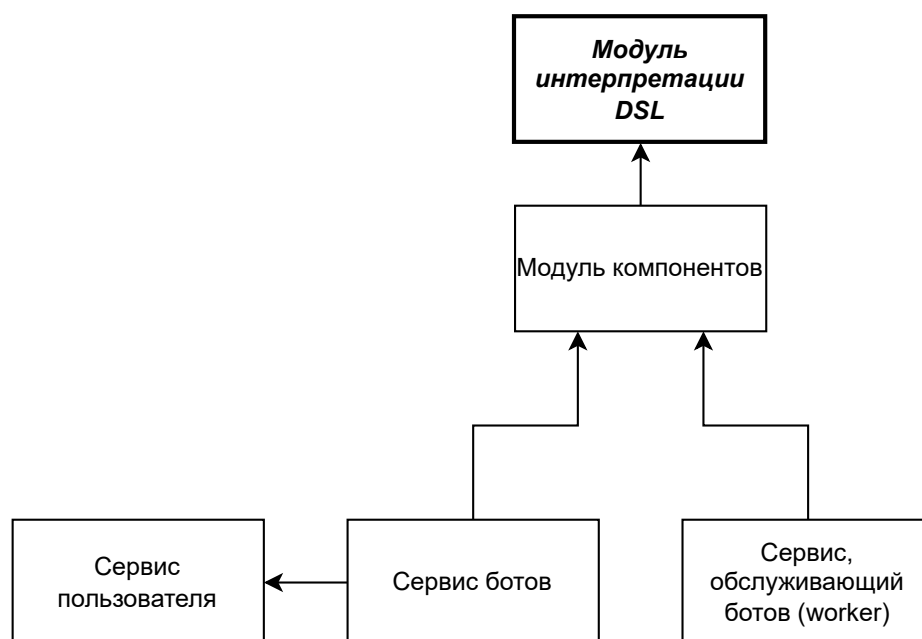 Модуль
интерпретации
DSL
Модуль компонентов
Сервис
пользователя
Сервис ботов
Сервис,
обслуживающий
ботов (worker)